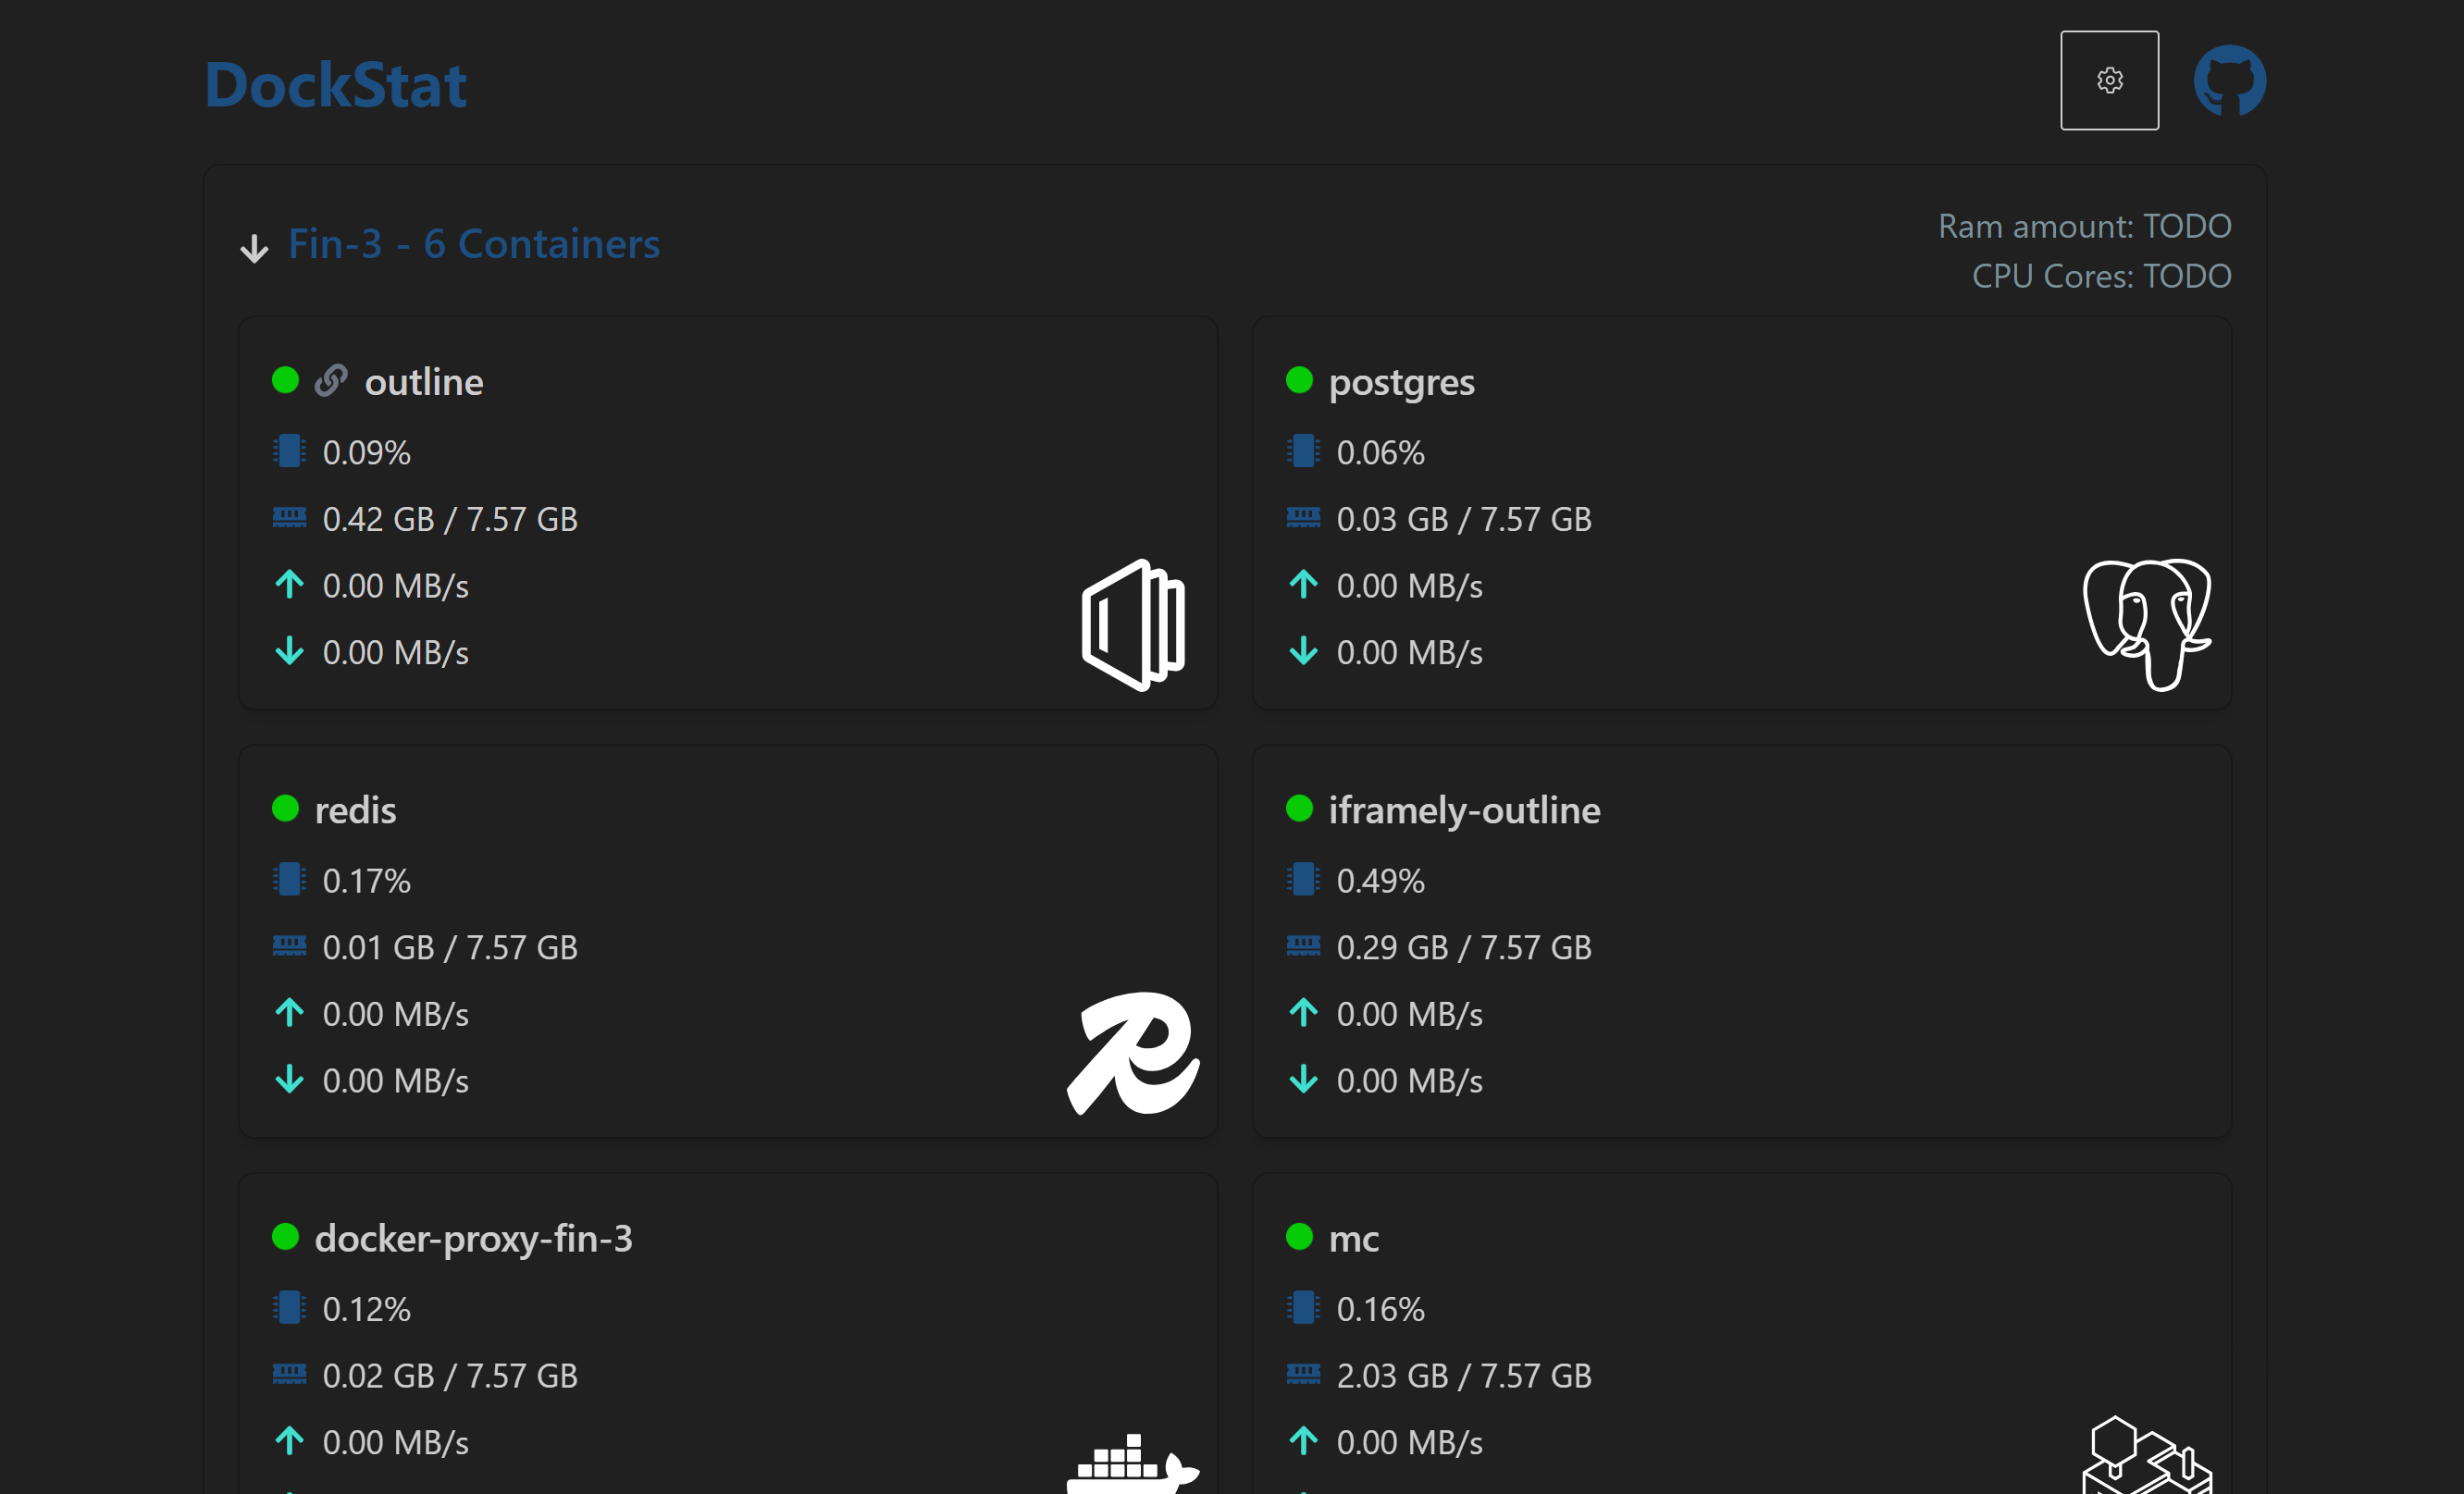 DockStat
Fin-3 - 6 Containers
Ram amount: TODO
CPU Cores: TODO
outline
0.09%
0.42 GB / 7.57 GB
0.00 MB/s
0.00 MB/s
postgres
0.06%
0.03 GB / 7.57 GB
0.00 MB/s
0.00 MB/s
redis
0.17%
0.01 GB / 7.57 GB
0.00 MB/s
0.00 MB/s
iframely-outline
0.49%
0.29 GB / 7.57 GB
0.00 MB/s
0.00 MB/s
docker-proxy-fin-3
0.12%
0.02 GB / 7.57 GB
0.00 MB/s
mc
0.16%
2.03 GB / 7.57 GB
0.00 MB/s